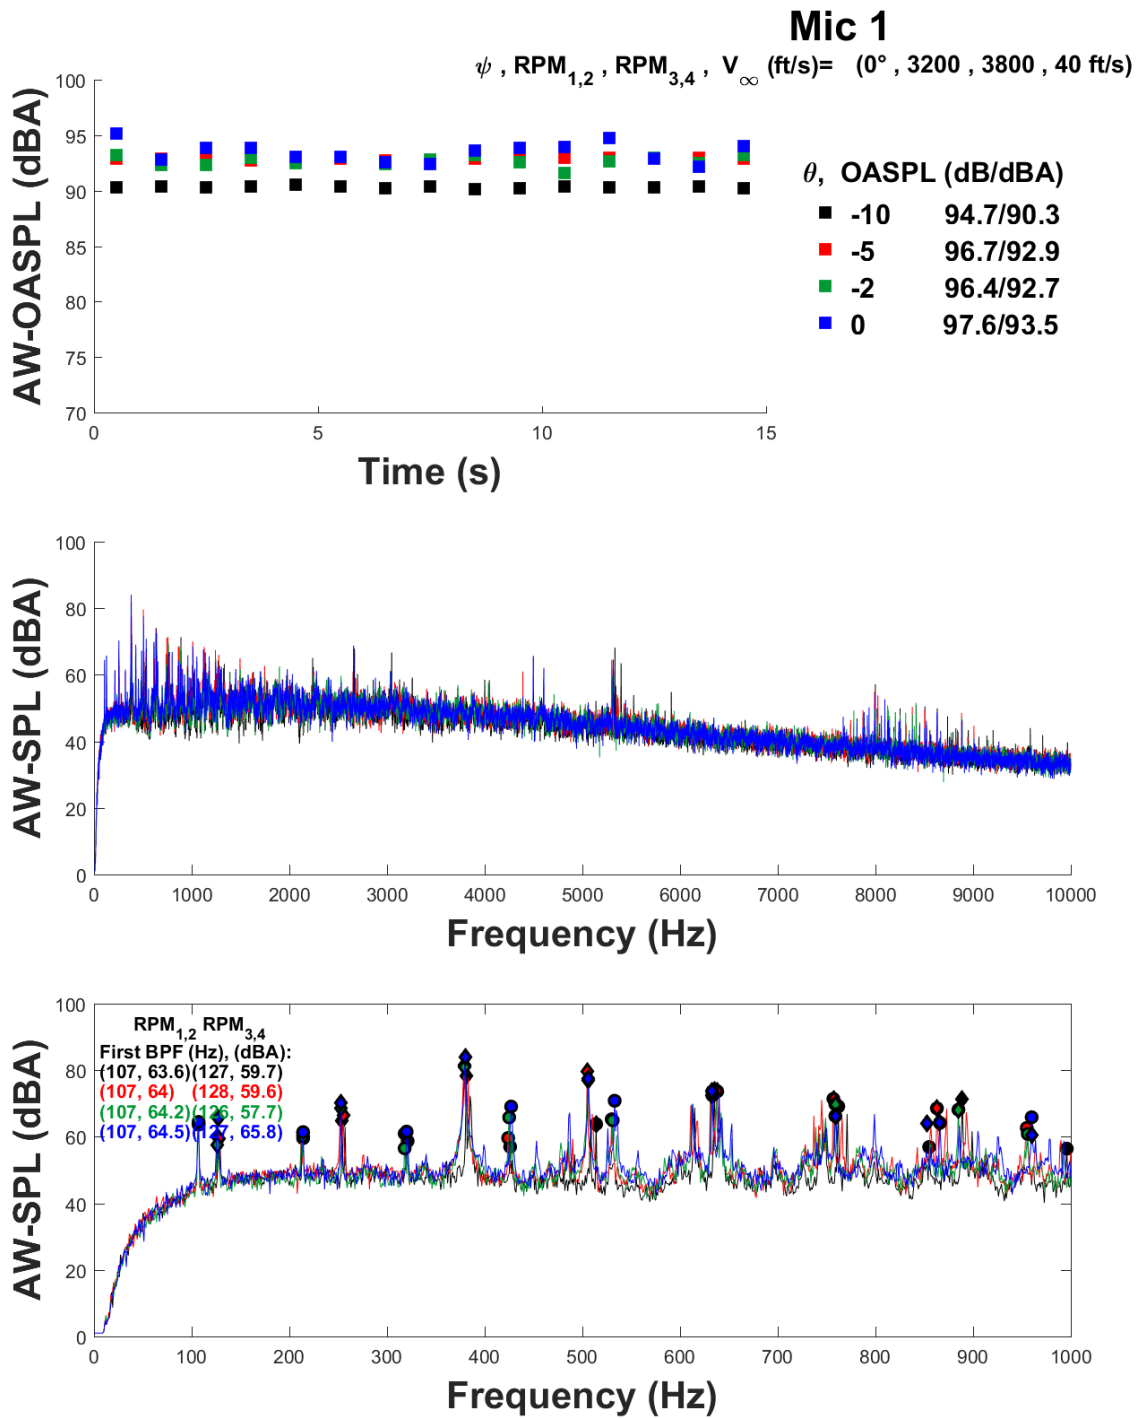 Mic 1
ψ , RPM1,2 , RPM3,4 , V∞ (ft/s)= (0° , 3200 , 3800 , 40 ft/s)
100
95
90
85
80
75
70
AW-OASPL (dBA)
0 5 10 15
Time (s)
θ, OASPL (dB/dBA)
-10 94.7/90.3
-5 96.7/92.9
-2 96.4/92.7
0 97.6/93.5
100
80
60
40
20
0
AW-SPL (dBA)
0 1000 2000 3000 4000 5000 6000 7000 8000 9000 10000
Frequency (Hz)
100
80
60
40
20
0
AW-SPL (dBA)
RPM1,2 RPM3,4
First BPF (Hz), (dBA):
(107, 63.6)(127, 59.7)
(107, 64) (128, 59.6)
(107, 64.2)(126, 57.7)
(107, 64.5)(127, 65.8)
0 100 200 300 400 500 600 700 800 900 1000
Frequency (Hz)